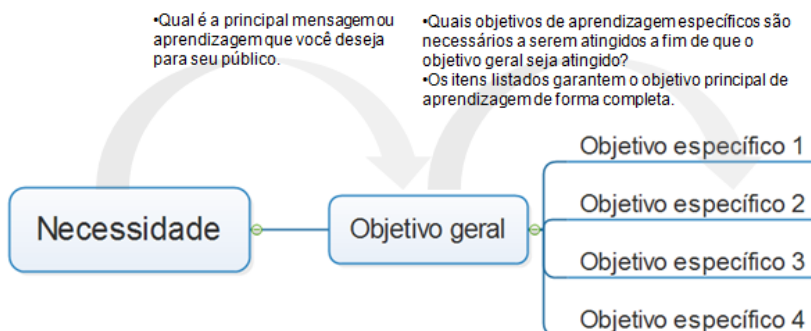 •Qual é a principal mensagem ou
aprendizagem que você deseja
para seu público.
•Quais objetivos de aprendizagem específicos são
necessários a serem atingidos a fim de que o
objetivo geral seja atingido?
•Os itens listados garantem o objetivo principal de
aprendizagem de forma completa.
Necessidade
Objetivo geral
Objetivo específico 1
Objetivo específico 2
Objetivo específico 3
Objetivo específico 4